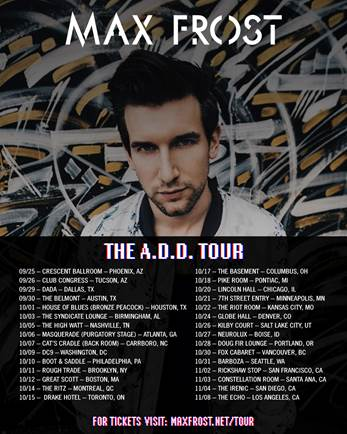 MAX FROST
THE A.D.D. TOUR
09/25 – CRESCENT BALLROOM – PHOENIX, AZ
09/26 – CLUB CONGRESS – TUCSON, AZ
09/29 – DADA – DALLAS, TX
09/30 – THE BELMONT – AUSTIN, TX
10/01 – HOUSE OF BLUES (BRONZE PEACOCK) – HOUSTON, TX
10/03 – THE SYNDICATE LOUNGE – BIRMINGHAM, AL
10/05 – THE HIGH WATT – NASHVILLE, TN
10/06 – MASQUERADE (PURGATORY STAGE) – ATLANTA, GA
10/07 – CAT'S CRADLE (BACK ROOM) – CARRBORO, NC
10/09 – DC9 – WASHINGTON, DC
10/10 – BOOT & SADDLE – PHILADELPHIA, PA
10/11 – ROUGH TRADE – BROOKLYN, NY
10/12 – GREAT SCOTT – BOSTON, MA
10/14 – THE RITZ – MONTREAL, QC
10/15 – DRAKE HOTEL – TORONTO, ON
10/17 – THE BASEMENT – COLUMBUS, OH
10/18 – PIKE ROOM – PONTIAC, MI
10/20 – LINCOLN HALL – CHICAGO, IL
10/21 – 7TH STREET ENTRY – MINNEAPOLIS, MN
10/22 – THE RIOT ROOM – KANSAS CITY, MO
10/24 – GLOBE HALL – DENVER, CO
10/26 – KILBY COURT – SALT LAKE CITY, UT
10/27 – NEUROLUX – BOISE, ID
10/28 – DOUG FIR LOUNGE – PORTLAND, OR
10/30 – FOX CABARET – VANCOUVER, BC
10/31 – BARBOZA – SEATTLE, WA
11/02 – RICKSHAW STOP – SAN FRANCISCO, CA
11/03 – CONSTELLATION ROOM – SANTA ANA, CA
11/04 – THE IRENIC – SAN DIEGO, CA
11/08 – THE ECHO – LOS ANGELES, CA
FOR TICKETS VISIT: MAXFROST.NET/TOUR